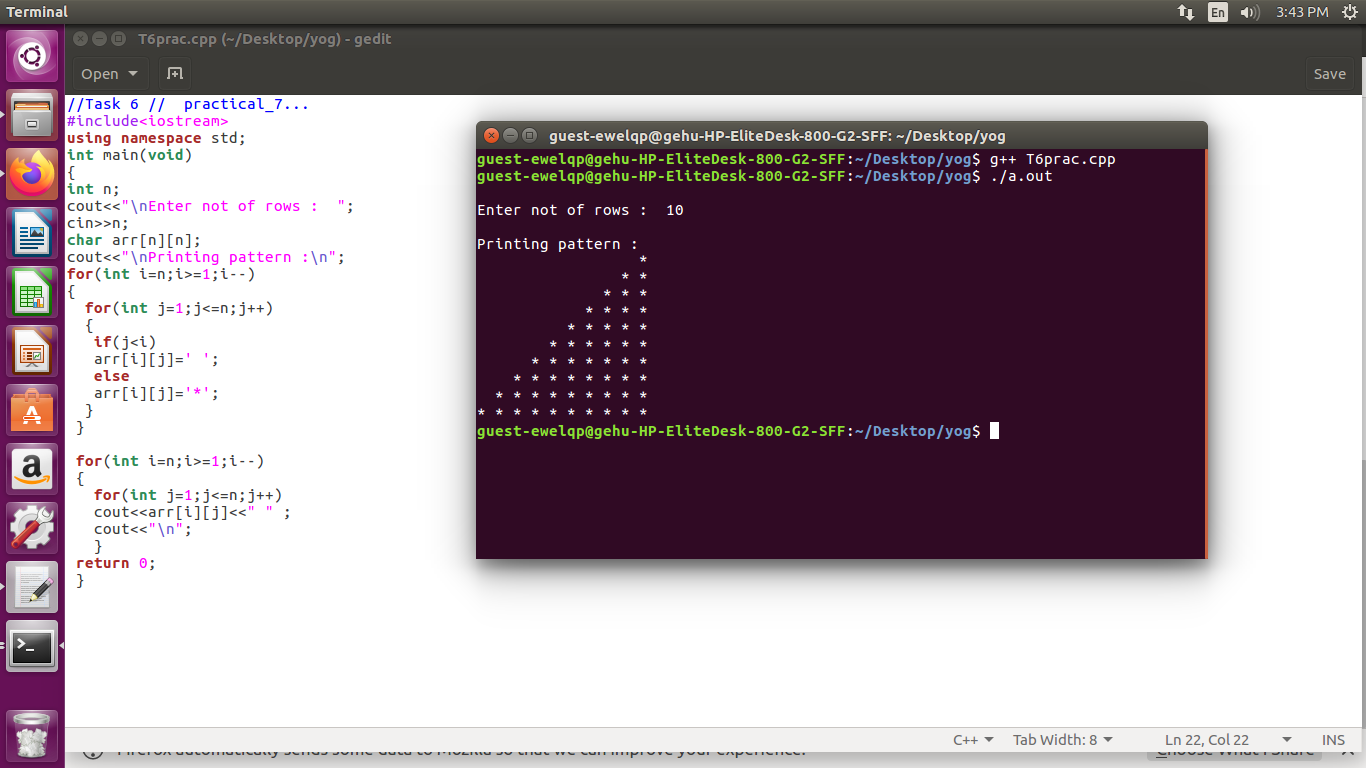 Terminal
En
3:43 PM
T6prac.cpp (~/Desktop/yog) - gedit
Open
Save
//Task 6 //  practical_7...
#include<iostream>
using namespace std;
int main(void)
{
int n;
cout<<"\nEnter not of rows :  ";
cin>>n;
char arr[n][n];
cout<<"\nPrinting pattern :\n";
for(int i=n;i>=1;i--)
{
  for(int j=1;j<=n;j++)
  {
   if(j<i)
   arr[i][j]=' ';
   else
   arr[i][j]='*';
  }
 }
 for(int i=n;i>=1;i--)
 {
   for(int j=1;j<=n;j++)
   cout<<arr[i][j]<<" " ;
   cout<<"\n";
   }
 return 0;
 }
guest-ewelqp@gehu-HP-EliteDesk-800-G2-SFF: ~/Desktop/yog
guest-ewelqp@gehu-HP-EliteDesk-800-G2-SFF:~/Desktop/yog$ g++ T6prac.cpp
guest-ewelqp@gehu-HP-EliteDesk-800-G2-SFF:~/Desktop/yog$ ./a.out
Enter not of rows :  10
Printing pattern :
                  *
                * *
              * * *
            * * * *
          * * * * *
        * * * * * *
      * * * * * * *
    * * * * * * * *
  * * * * * * * * *
* * * * * * * * * *
guest-ewelqp@gehu-HP-EliteDesk-800-G2-SFF:~/Desktop/yog$
C++
Tab Width: 8
Ln 22, Col 22
INS
Firefox automatically sends some data to Mozilla so that we can improve your experience.
Choose What I Share